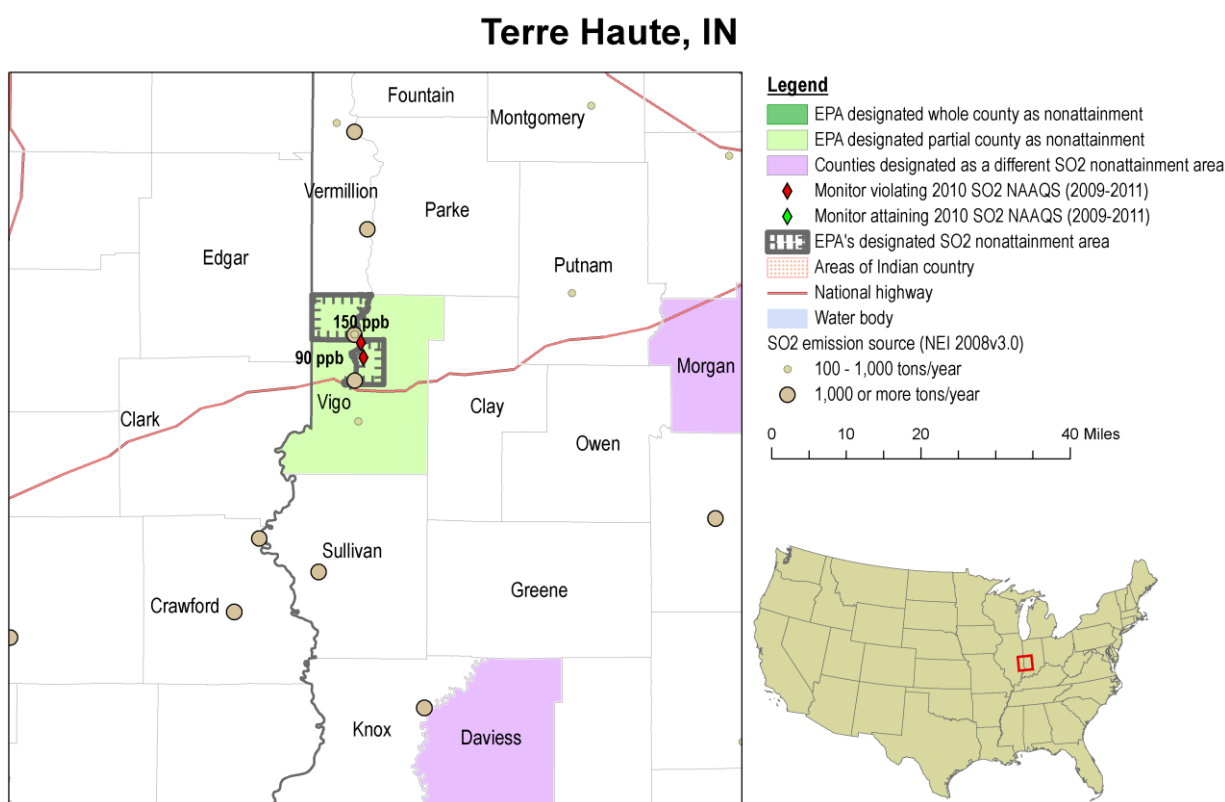 Terre Haute, IN
Fountain
Montgomery
Vermillion
Parke
Edgar
Putnam
150 ppb
90 ppb
Morgan
Vigo
Clay
Clark
Owen
Sullivan
Greene
Crawford
Knox
Daviess
Legend
EPA designated whole county as nonattainment
EPA designated partial county as nonattainment
Counties designated as a different SO2 nonattainment area
Monitor violating 2010 SO2 NAAQS (2009-2011)
Monitor attaining 2010 SO2 NAAQS (2009-2011)
EPA's designated SO2 nonattainment area
Areas of Indian country
National highway
Water body
SO2 emission source (NEI 2008v3.0)
100 - 1,000 tons/year
1,000 or more tons/year
0 10 20 40 Miles